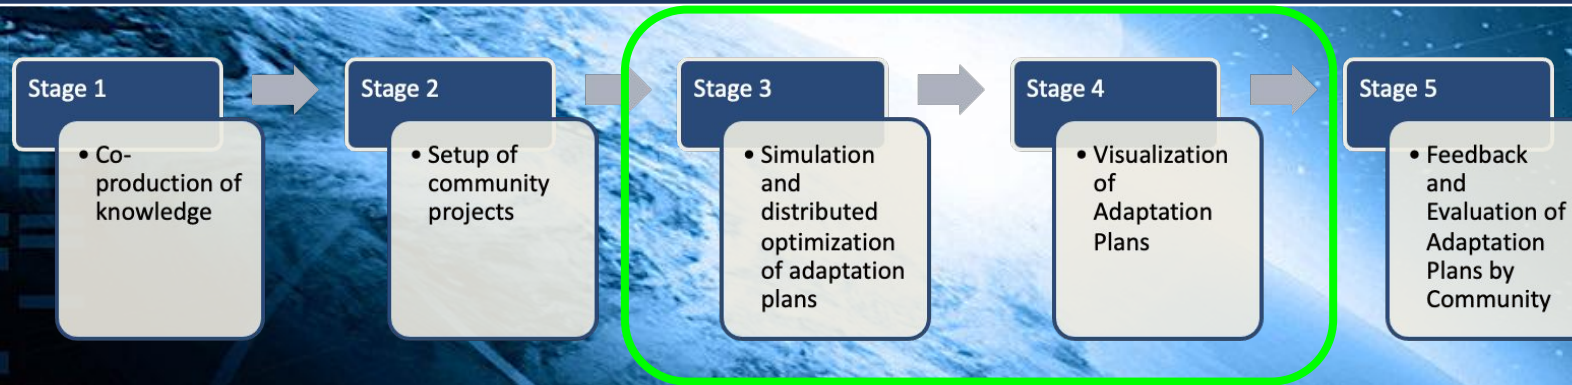 Stage 1
• Co-
production of
knowledge
Stage 2
• Setup of
community
projects
Stage 3
• Simulation
and
distributed
optimization
of adaptation
plans
Stage 4
• Visualization
of
Adaptation
Plans
Stage 5
• Feedback
and
Evaluation of
Adaptation
Plans by
Community